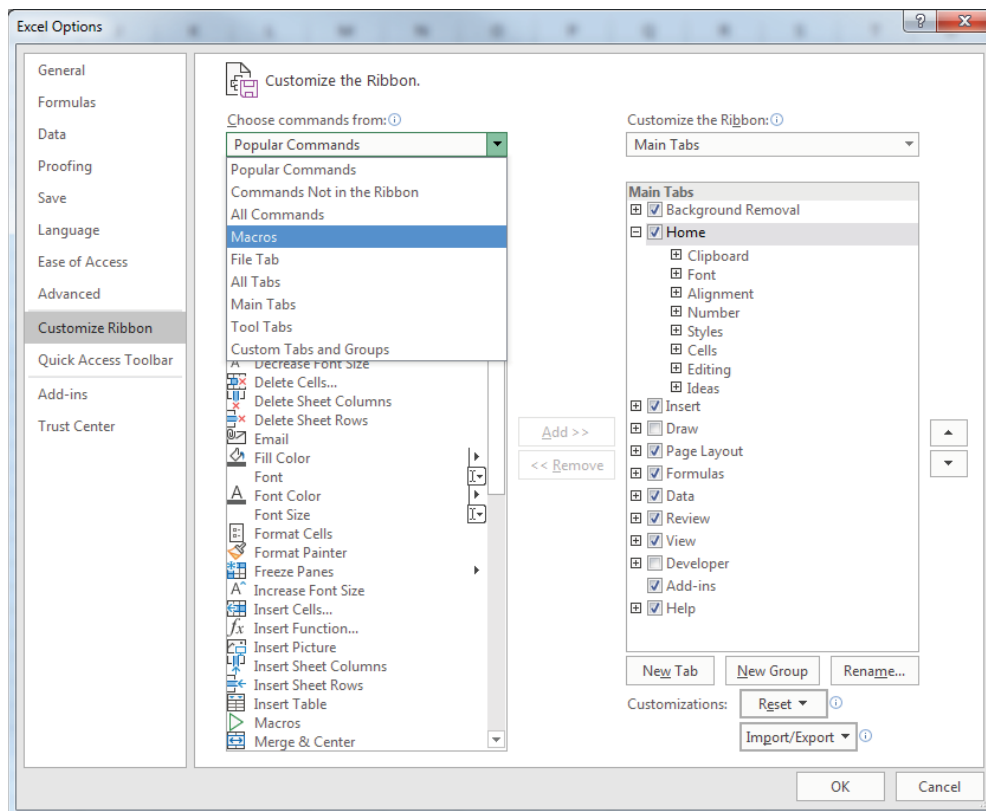 Excel Options
?
X
General
Formulas
Data
Proofing
Save
Language
Ease of Access
Advanced
Customize Ribbon
Quick Access Toolbar
Add-ins
Trust Center
Customize the Ribbon.
Choose commands from:
Popular Commands
Popular Commands
Commands Not in the Ribbon
All Commands
Macros
File Tab
All Tabs
Main Tabs
Tool Tabs
Custom Tabs and Groups
Decrease Font Size
Delete Cells...
Delete Sheet Columns
Delete Sheet Rows
Email
Fill Color
Font
Font Color
Font Size
Format Cells
Format Painter
Freeze Panes
Increase Font Size
Insert Cells...
Insert Function...
Insert Picture
Insert Sheet Columns
Insert Sheet Rows
Insert Table
Macros
Merge & Center
Add >>
<< Remove
Customize the Ribbon:
Main Tabs
Main Tabs
Background Removal
Home
Clipboard
Font
Alignment
Number
Styles
Cells
Editing
Ideas
Insert
Draw
Page Layout
Formulas
Data
Review
View
Developer
Add-ins
Help
New Tab
New Group
Rename...
Customizations:
Reset
Import/Export
OK
Cancel